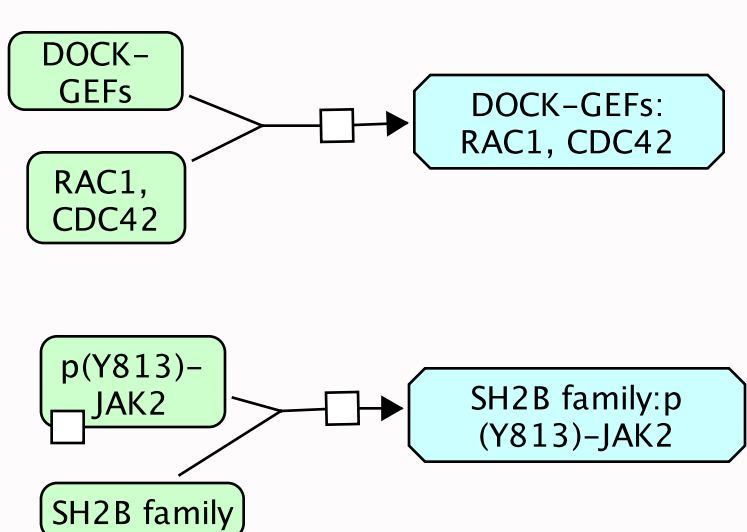 DOCK–
GEFs
RAC1,
CDC42
DOCK–GEFs:
RAC1, CDC42
p(Y813)–
JAK2
SH2B family
SH2B family:p
(Y813)–JAK2